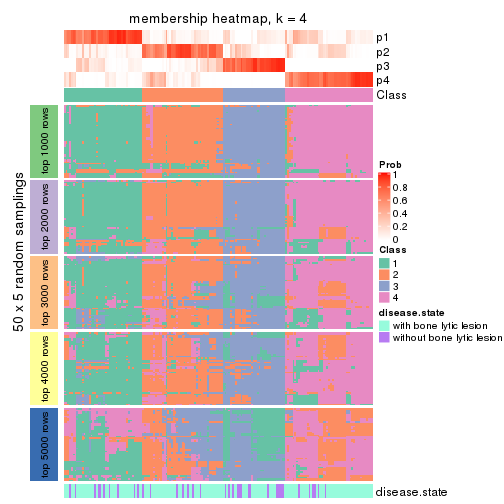 membership heatmap, k = 4
p1
p2
p3
p4
Class
50 x 5 random samplings
top 1000 rows
top 2000 rows
top 3000 rows
top 4000 rows
top 5000 rows
disease.state
Prob
1
0.8
0.6
0.4
0.2
0
Class
1
2
3
4
disease.state
with bone lytic lesion
without bone lytic lesion